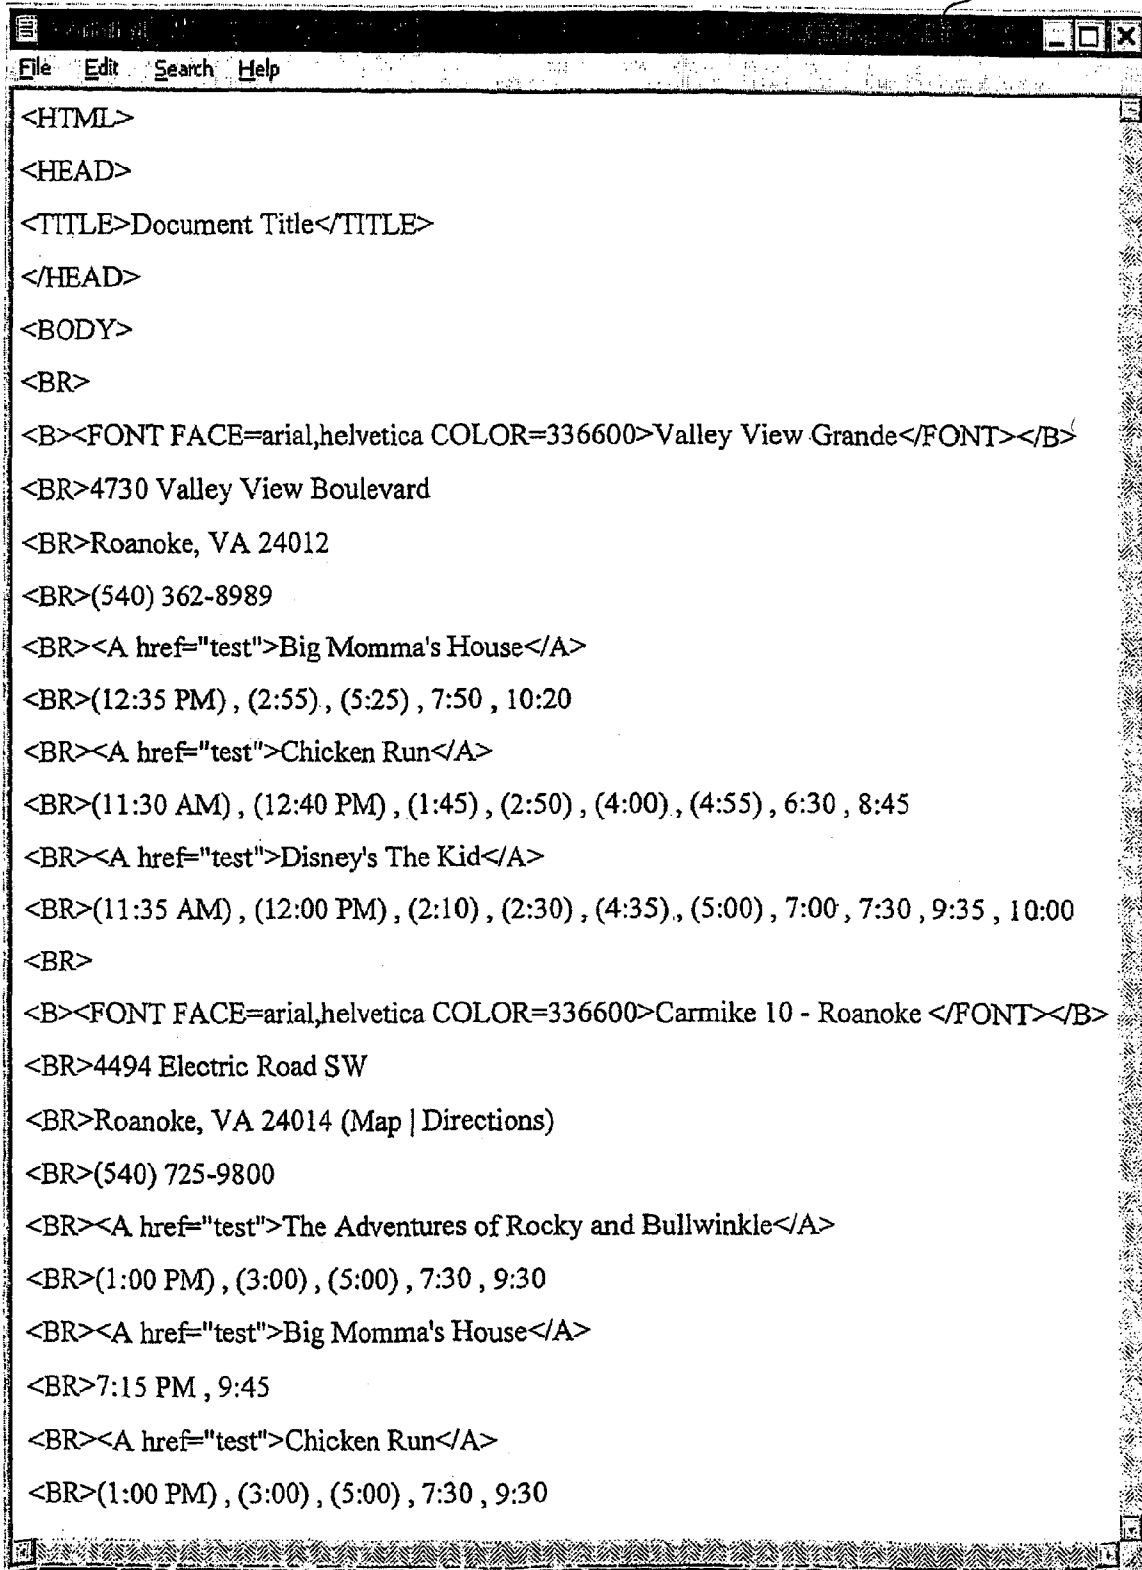 File Edit Search Help
<HTML>
<HEAD>
<TITLE>Document Title</TITLE>
</HEAD>
<BODY>
<BR>
<B><FONT FACE=arial,helvetica COLOR=336600>Valley View Grande</FONT></B>
<BR>4730 Valley View Boulevard
<BR>Roanoke, VA 24012
<BR>(540) 362-8989
<BR><A href="test">Big Momma's House</A>
<BR>(12:35 PM) , (2:55) , (5:25) , 7:50 , 10:20
<BR><A href="test">Chicken Run</A>
<BR>(11:30 AM) , (12:40 PM) , (1:45) , (2:50) , (4:00) , (4:55) , 6:30 , 8:45
<BR><A href="test">Disney's The Kid</A>
<BR>(11:35 AM) , (12:00 PM) , (2:10) , (2:30) , (4:35) , (5:00) , 7:00 , 7:30 , 9:35 , 10:00
<BR>
<B><FONT FACE=arial,helvetica COLOR=336600>Carmike 10 - Roanoke </FONT></B>
<BR>4494 Electric Road SW
<BR>Roanoke, VA 24014 (Map | Directions)
<BR>(540) 725-9800
<BR><A href="test">The Adventures of Rocky and Bullwinkle</A>
<BR>(1:00 PM) , (3:00) , (5:00) , 7:30 , 9:30
<BR><A href="test">Big Momma's House</A>
<BR>7:15 PM , 9:45
<BR><A href="test">Chicken Run</A>
<BR>(1:00 PM) , (3:00) , (5:00) , 7:30 , 9:30